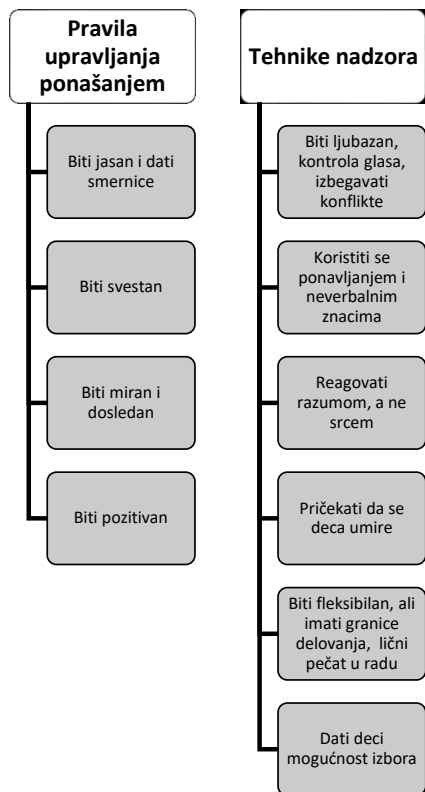 Pravila
upravljanja
ponašanjem
Biti jasan i dati
smernice
Biti svestan
Biti miran i
dosledan
Biti pozitivan
Tehnike nadzora
Biti ljubazan,
kontrola glasa,
izbegavati
konflikte
Koristiti se
ponavljanjem i
neverbalnim
znacima
Reagovati
razumom, a ne
srcem
Pričekati da se
deca umire
Biti fleksibilan, ali
imati granice
delovanja, lični
pečat u radu
Dati deci
mogućnost izbora